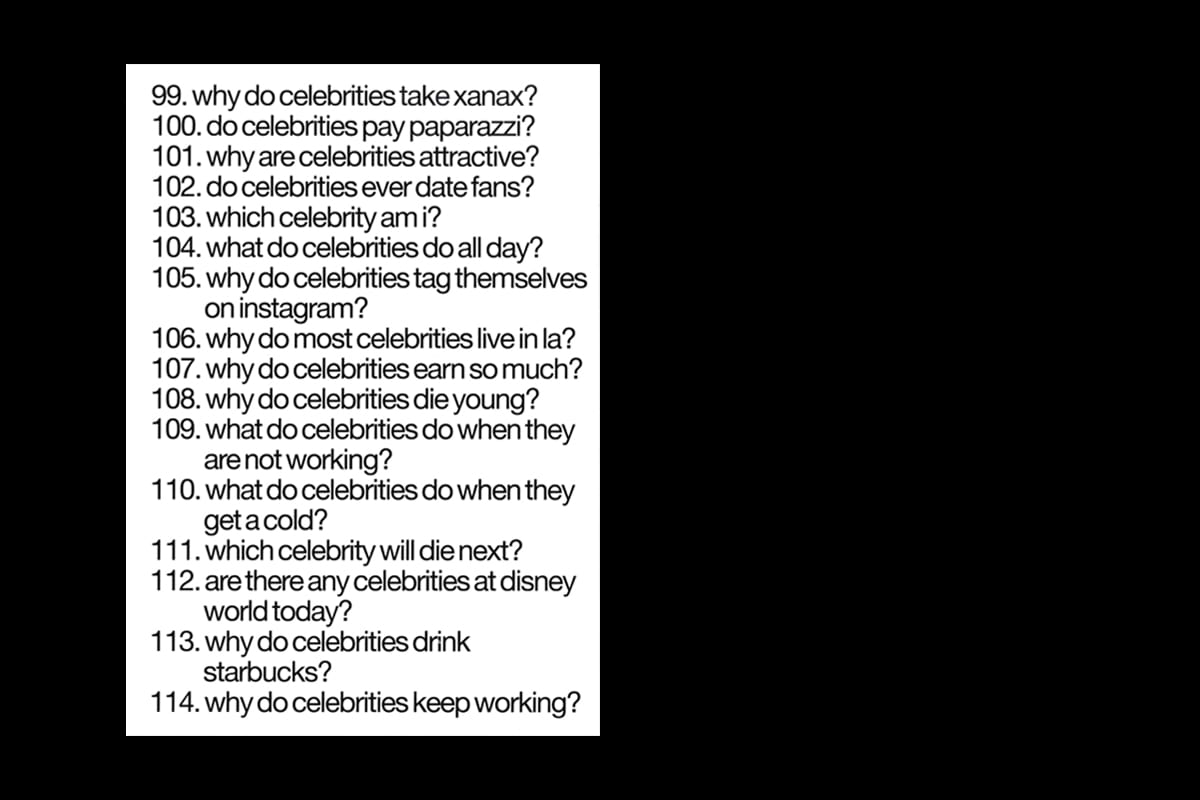 99. why do celebrities take xanax?
100. do celebrities pay paparazzi?
101. why are celebrities attractive?
102. do celebrities ever date fans?
103. which celebrity am i?
104. what do celebrities do all day?
105. why do celebrities tag themselves
on instagram?
106. why do most celebrities live in la?
107. why do celebrities earn so much?
108. why do celebrities die young?
109. what do celebrities do when they
are not working?
110. what do celebrities do when they
get a cold?
111. which celebrity will die next?
112. are there any celebrities at disney
world today?
113. why do celebrities drink
starbucks?
114. why do celebrities keep working?